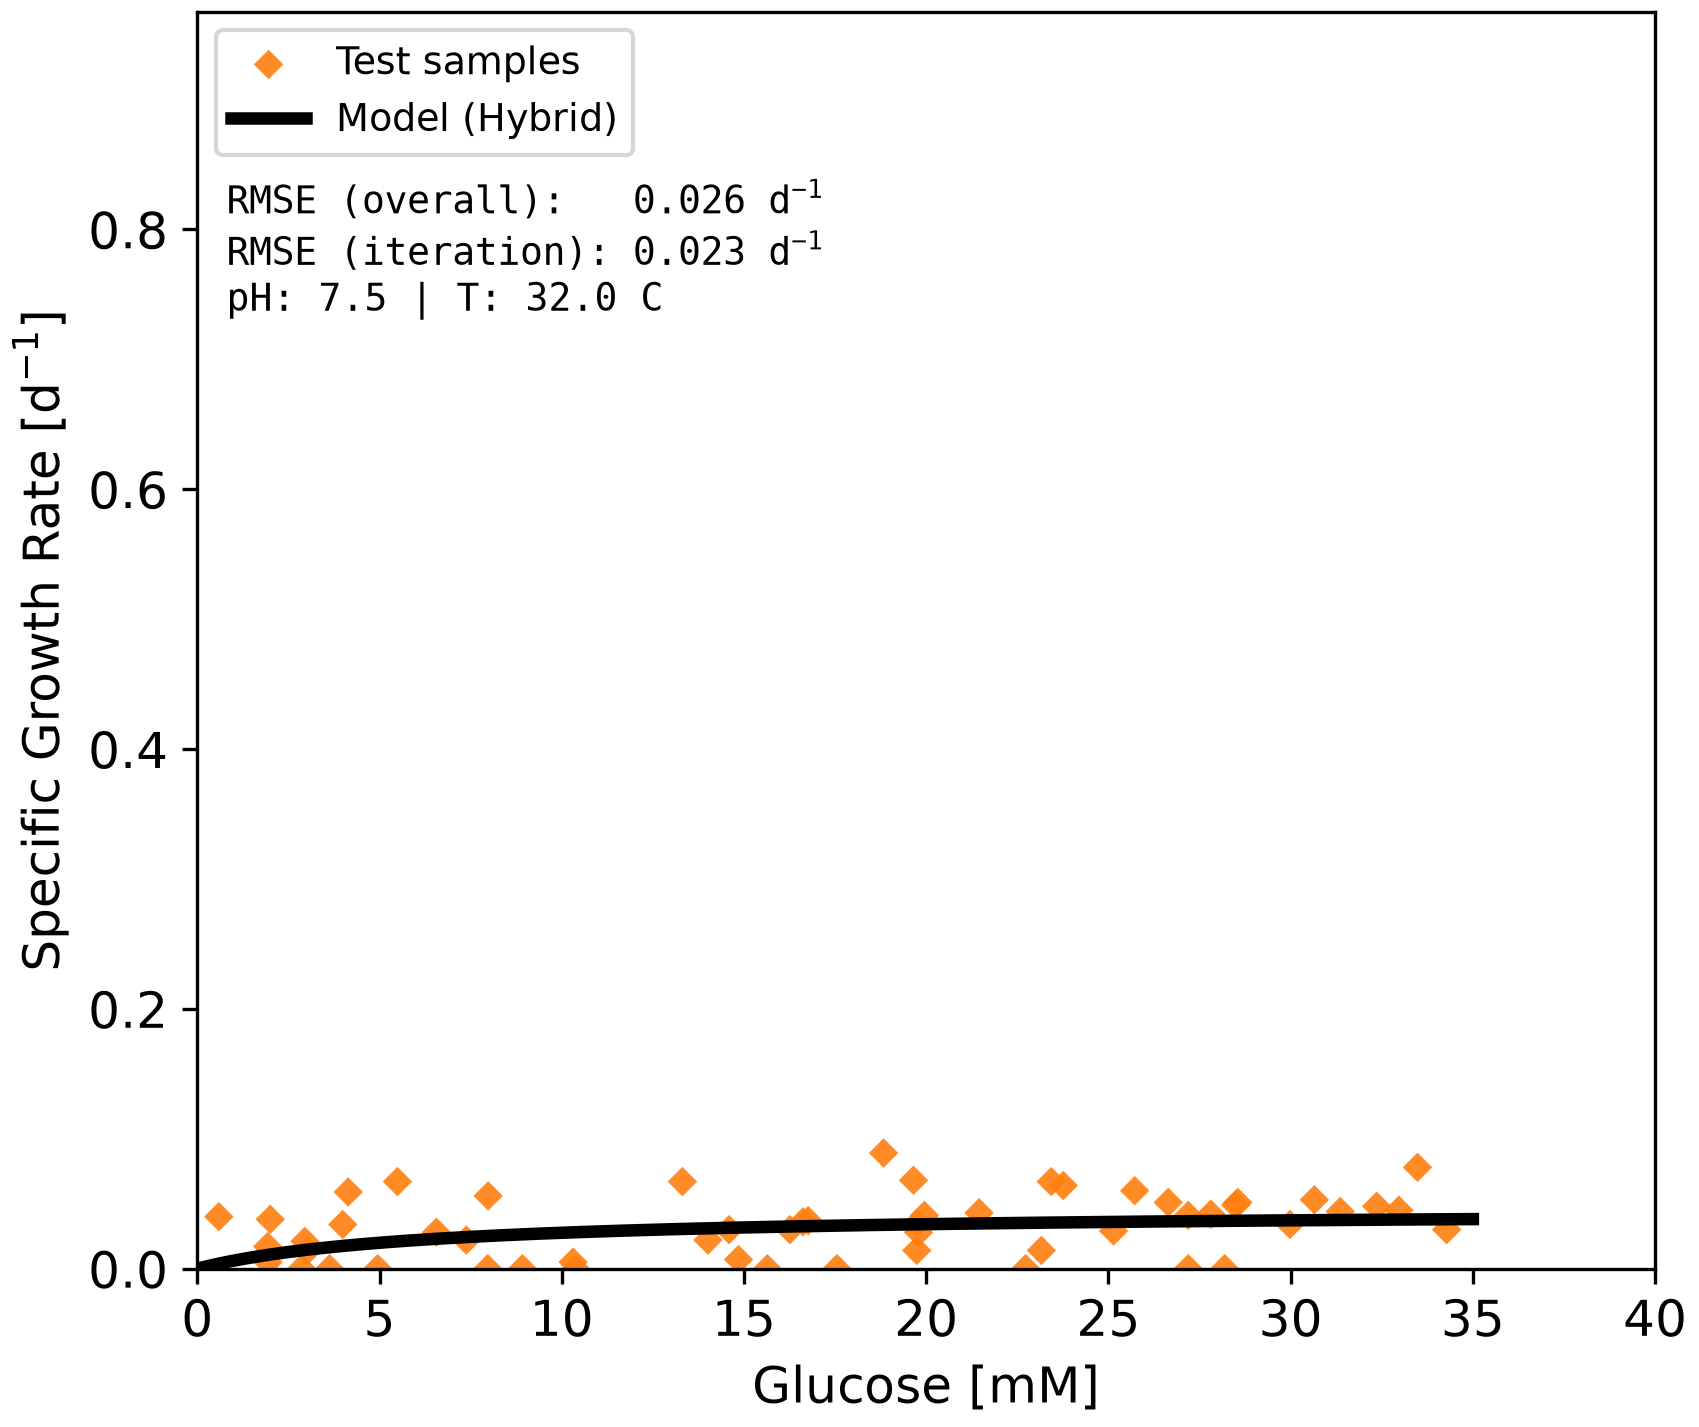 Test samples
Model (Hybrid)
RMSE (overall): 0.026 d⁻¹
RMSE (iteration): 0.023 d⁻¹
pH: 7.5 | T: 32.0 C
Specific Growth Rate [d⁻¹]
0.8
0.6
0.4
0.2
0.0
0 5 10 15 20 25 30 35 40
Glucose [mM]